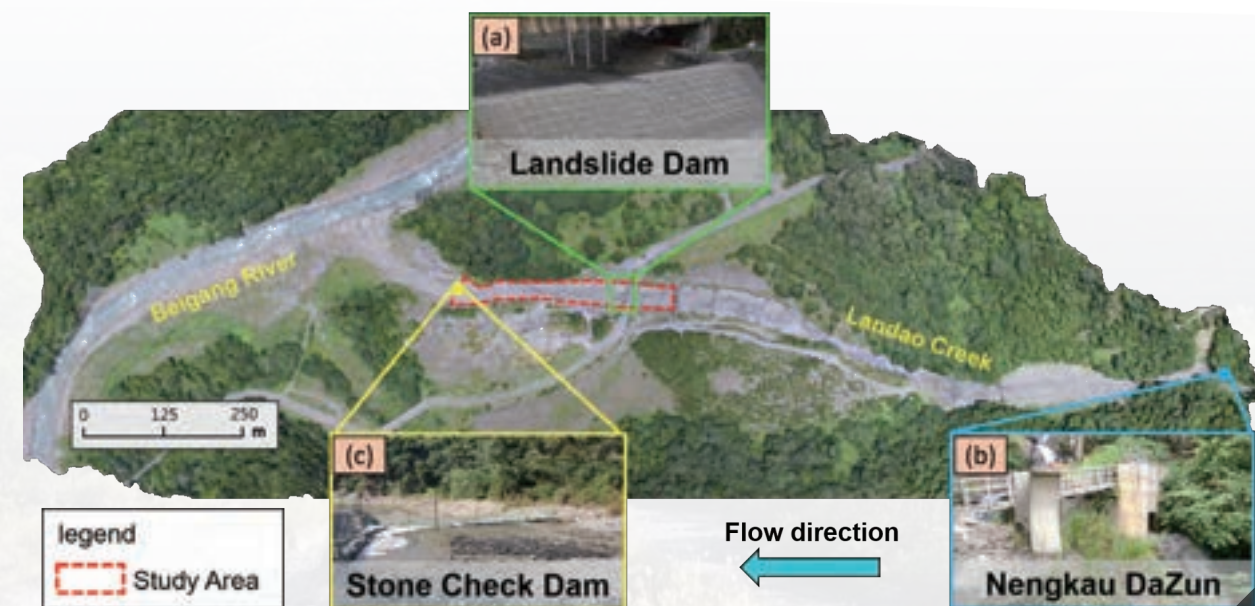 (a)
Landslide Dam
Beigang River
Landao Creek
0 125 250
m
(c)
Stone Check Dam
(b)
Nengkau DaZun
Flow direction
legend
Study Area